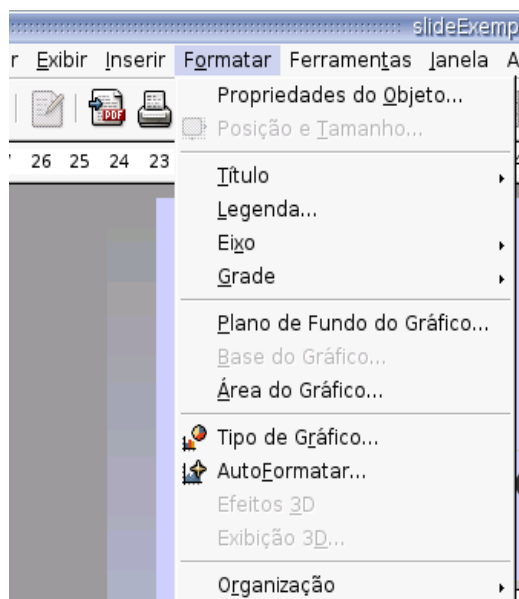 slideExemp
r Exibir Inserir Formatar Ferramentas Janela A
PDF
26 25 24 23
Propriedades do Objeto...
Posição e Tamanho...
Título
Legenda...
Eixo
Grade
Plano de Fundo do Gráfico...
Base do Gráfico...
Área do Gráfico...
Tipo de Gráfico...
AutoFormatar...
Efeitos 3D
Exibição 3D...
Organização